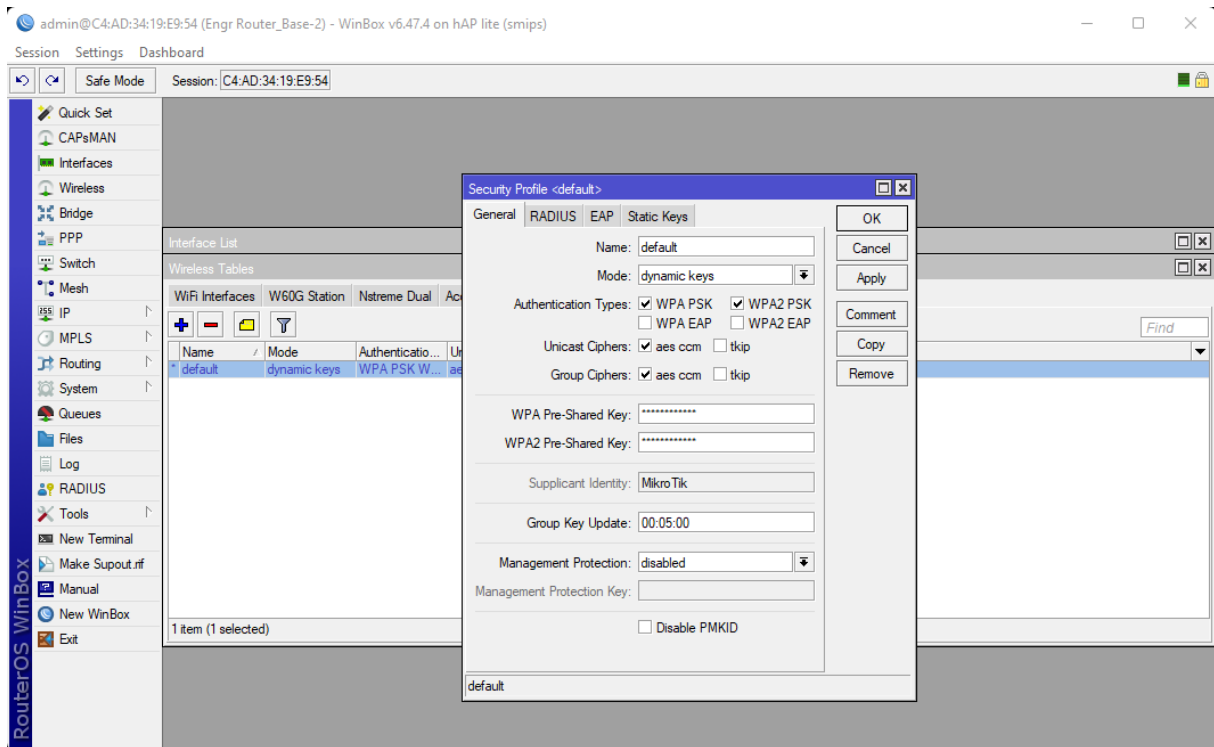 admin@C4:AD:34:19:E9:54 (Engr Router_Base-2) - WinBox v6.47.4 on hAP lite (smips)
Session Settings Dashboard
Safe Mode Session: C4:AD:34:19:E9:54
Quick Set
CAPsMAN
Interfaces
Wireless
Bridge
PPP
Switch
Mesh
IP
MPLS
Routing
System
Queues
Files
Log
RADIUS
Tools
New Terminal
Make Supout.rif
Manual
New WinBox
Exit
RouterOS WinBox
Interface List
Wireless Tables
WiFi Interfaces W60G Station Nstreme Dual Ac
Find
Name / Mode Authenticatio... Ur
* default dynamic keys WPA PSK W... ae
1 item (1 selected)
Security Profile <default>
General RADIUS EAP Static Keys
Name: default
Mode: dynamic keys
Authentication Types: WPA PSK WPA2 PSK
WPA EAP WPA2 EAP
Unicast Ciphers: aes ccm tkip
Group Ciphers: aes ccm tkip
WPA Pre-Shared Key: ************
WPA2 Pre-Shared Key: ************
Supplicant Identity: MikroTik
Group Key Update: 00:05:00
Management Protection: disabled
Management Protection Key:
Disable PMKID
default
OK
Cancel
Apply
Comment
Copy
Remove